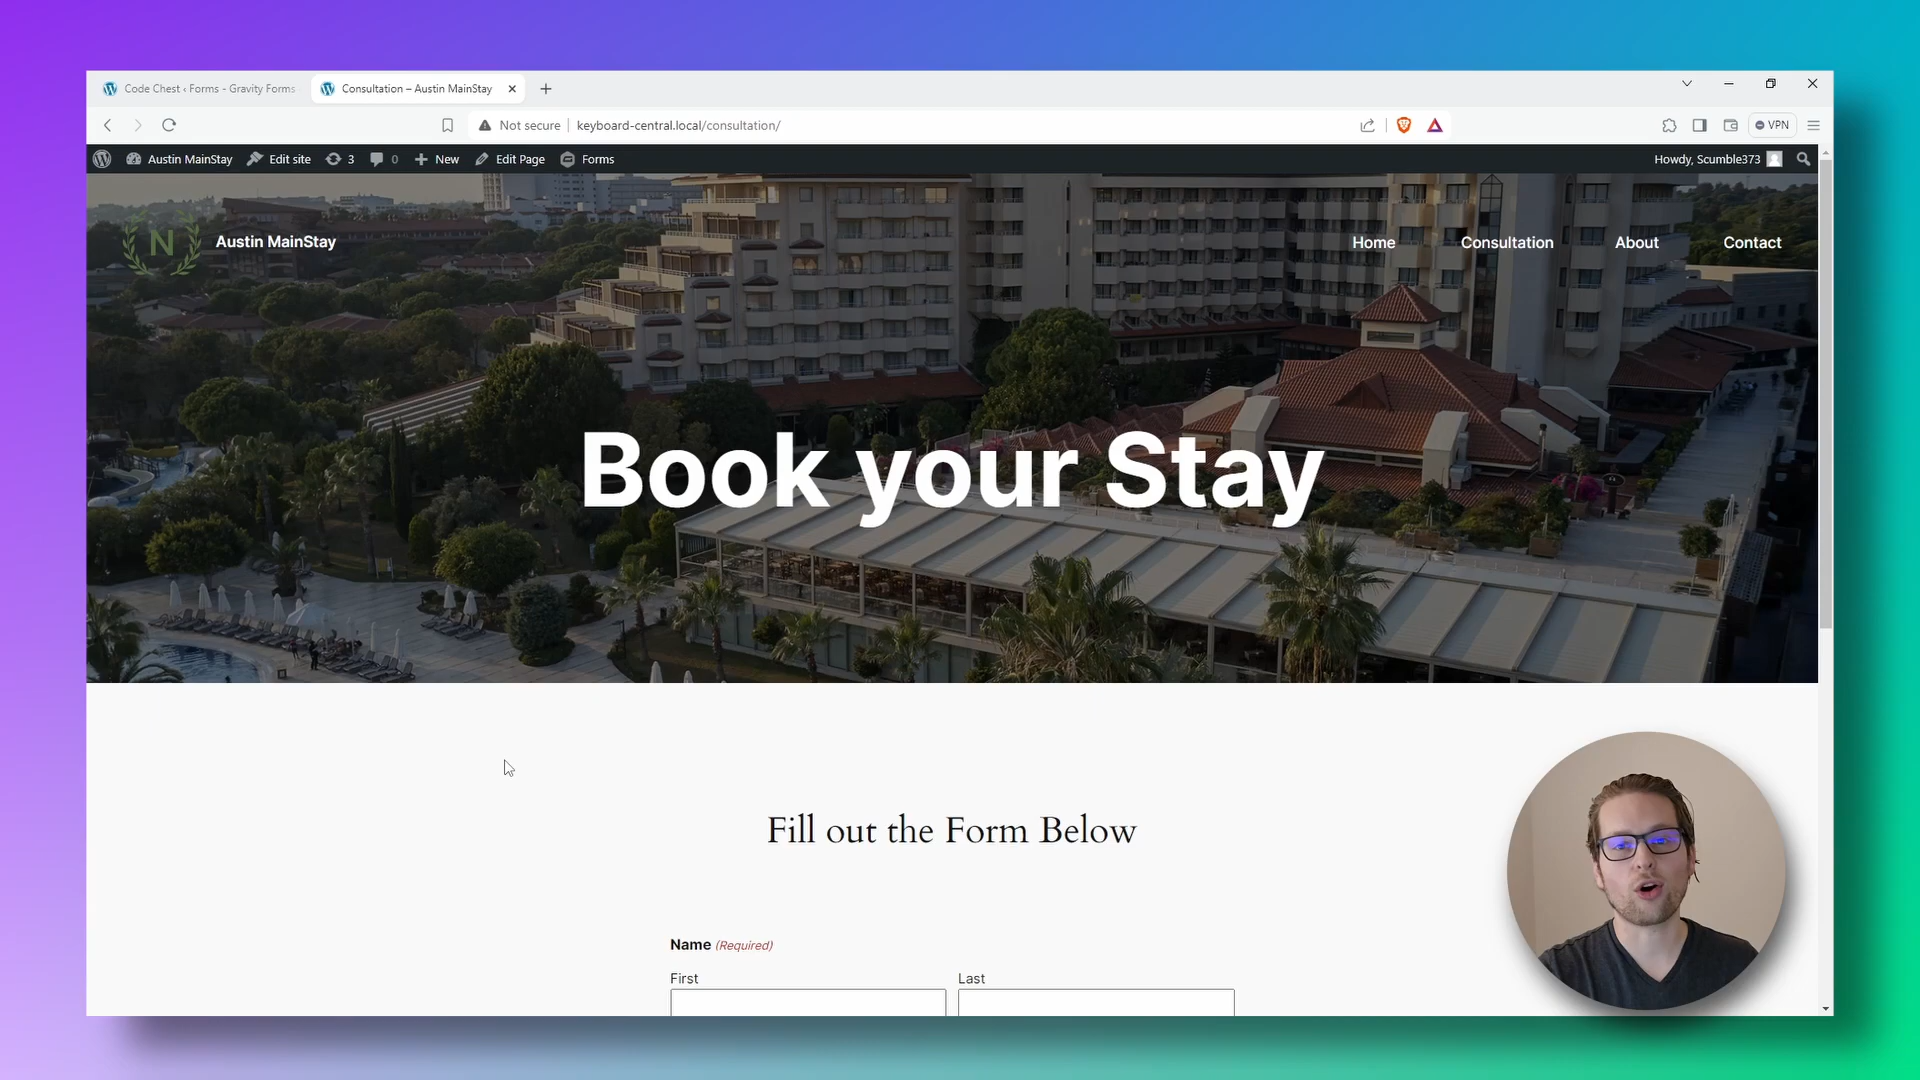 Code Chest ‹ Forms - Gravity Forms
Consultation – Austin MainStay
Not secure
keyboard-central.local/consultation/
VPN
Austin MainStay
Edit site
3
0
New
Edit Page
Forms
Howdy, Scumble373
N
Austin MainStay
Home
Consultation
About
Contact
Book your Stay
Fill out the Form Below
Name (Required)
First
Last